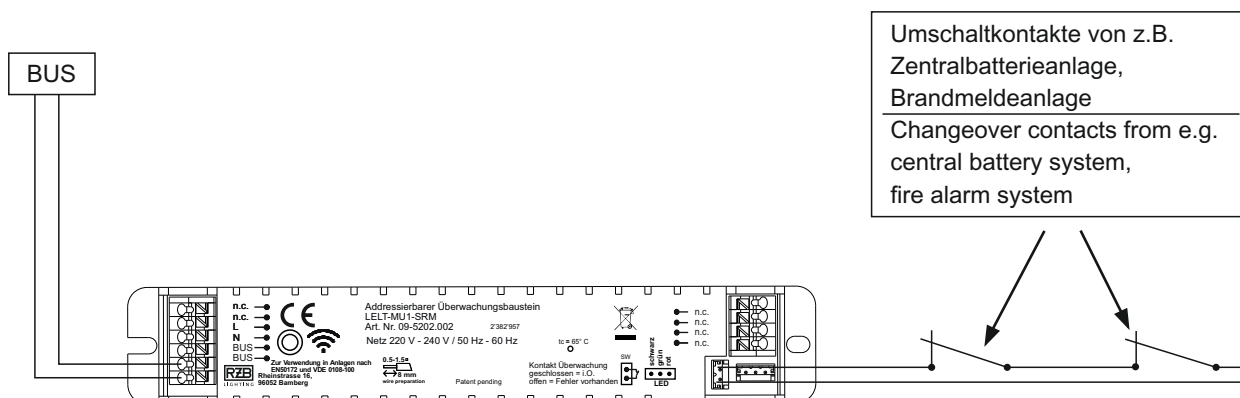 BUS
Umschaltkontakte von z.B.
Zentralbatterieanlage,
Brandmeldeanlage
Changeover contacts from e.g.
central battery system,
fire alarm system
n.c.
n.c.
L
N
BUS
BUS
CE
RZB
LIGHTING
Zur Verwendung in Anlagen nach
EN50172 und VDE 0108-100
Rheinstrasse 16,
96052 Bamberg
Addressierbarer Überwachungsbaustein
LELT-MU1-SRM
Art. Nr. 09-5202.002
2'382'957
Netz 220 V - 240 V / 50 Hz - 60 Hz
tc = 65° C
0.5-1.5¤
8 mm
wire preparation
Patent pending
Kontakt Überwachung
geschlossen = i.O.
offen = Fehler vorhanden
SW
schwarz
grün
rot
LED
n.c.
n.c.
n.c.
n.c.